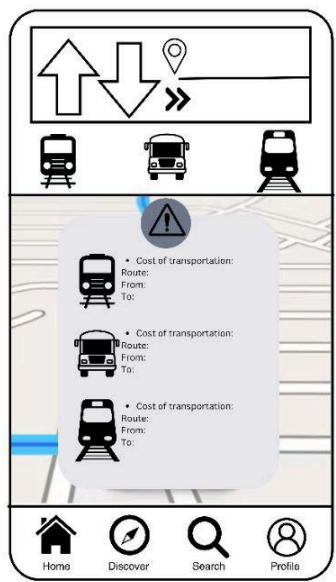 • Cost of transportation:
Route:
From:
To:
• Cost of transportation:
Route:
From:
To:
• Cost of transportation:
Route:
From:
To:
Home Discover Search Profile